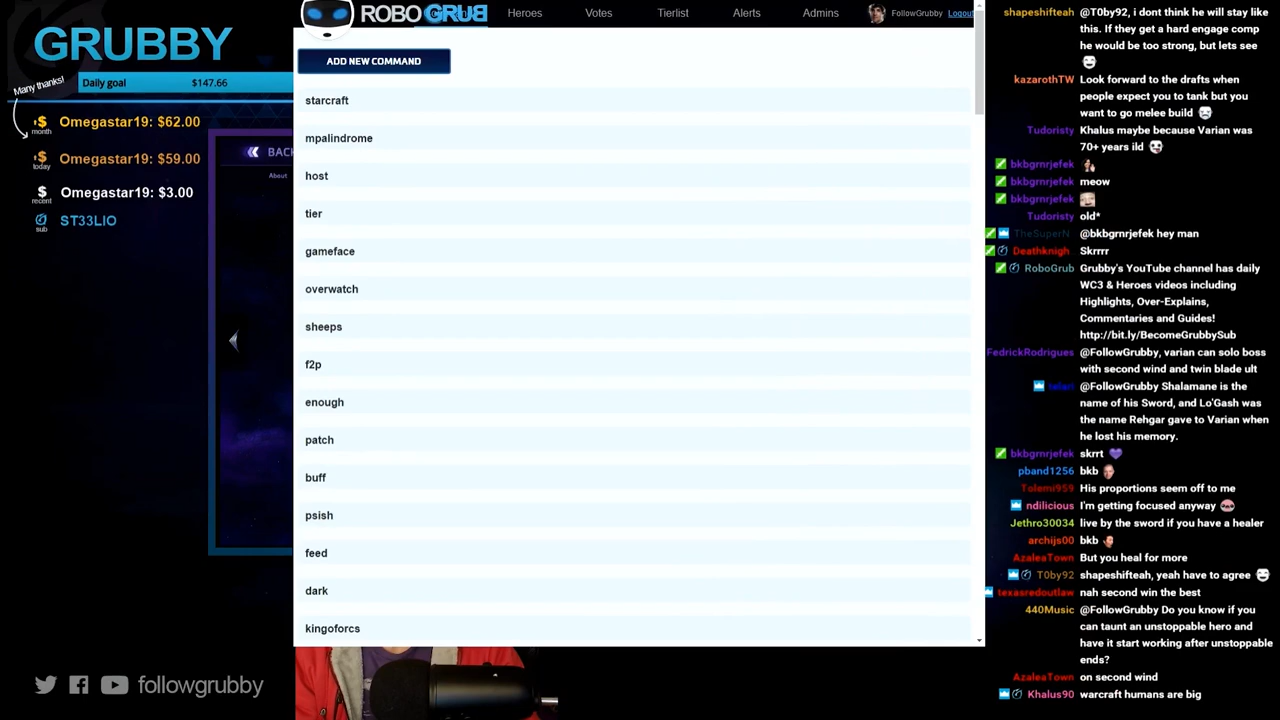 GRUBBY
Many thanks!
Daily goal $147.66
$ month Omegastar19: $62.00
$ today Omegastar19: $59.00
$ recent Omegastar19: $3.00
sub ST33LIO
BACK
About
followgrubby
ROBOGRUB
Heroes Votes Tierlist Alerts Admins FollowGrubby Logout
ADD NEW COMMAND
starcraft
mpalindrome
host
tier
gameface
overwatch
sheeps
f2p
enough
patch
buff
psish
feed
dark
kingoforcs
shapeshifteah @T0by92, i dont think he will stay like
this. If they get a hard engage comp
he would be too strong, but lets see
kazarothTW Look forward to the drafts when
people expect you to tank but you
want to go melee build
Tudoristy Khalus maybe because Varian was
70+ years ild
bkbgrnrjefek
bkbgrnrjefek meow
bkbgrnrjefek
Tudoristy old*
TheSuperN @bkbgrnrjefek hey man
Deathknigh Skrrrr
RoboGrub Grubby's YouTube channel has daily
WC3 & Heroes videos including
Highlights, Over-Explains,
Commentaries and Guides!
http://bit.ly/BecomeGrubbySub
FedrickRodrigues @FollowGrubby, varian can solo boss
with second wind and twin blade ult
@FollowGrubby Shalamane is the
name of his Sword, and Lo'Gash was
the name Rehgar gave to Varian when
he lost his memory.
bkbgrnrjefek skrrt
pband1256 bkb
Tolemi959 His proportions seem off to me
ndilicious I'm getting focused anyway
Jethro30034 live by the sword if you have a healer
archijs00 bkb
AzaleaTown But you heal for more
T0by92 shapeshifteah, yeah have to agree
texasredoutlaw nah second win the best
440Music @FollowGrubby Do you know if you
can taunt an unstoppable hero and
have it start working after unstoppable
ends?
AzaleaTown on second wind
Khalus90 warcraft humans are big